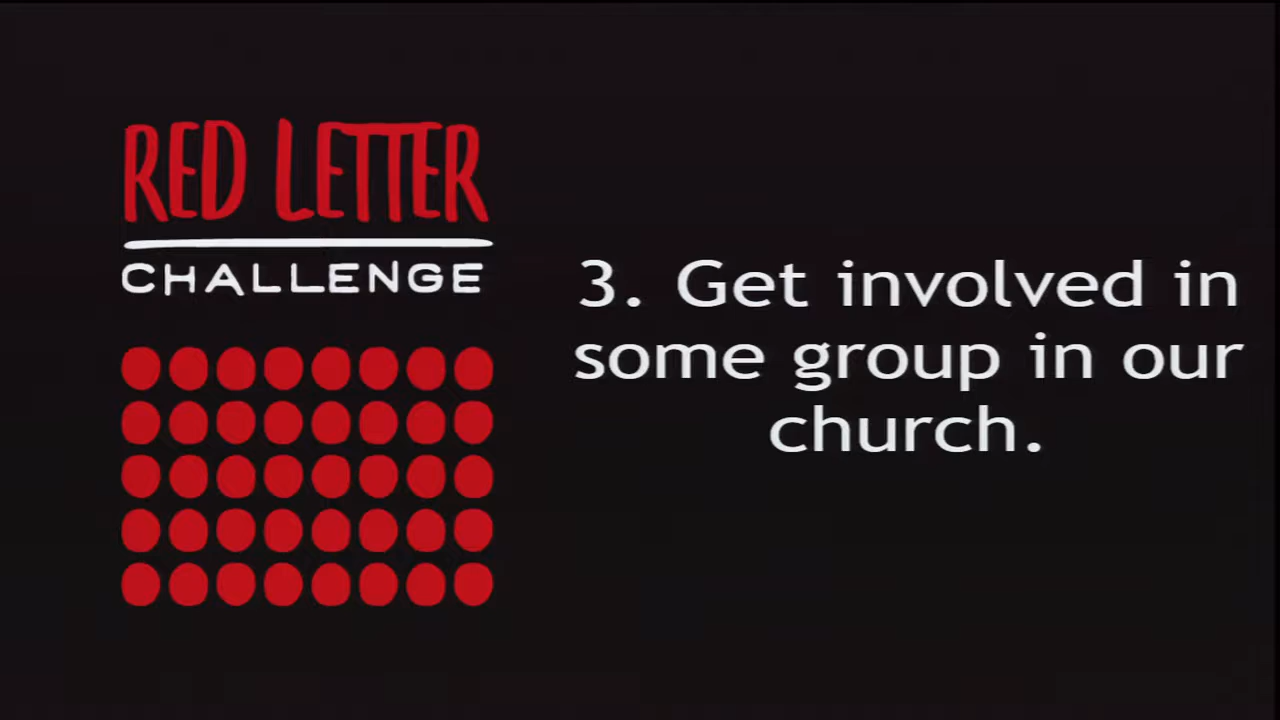 RED LETTER
CHALLENGE
3. Get involved in
some group in our
church.